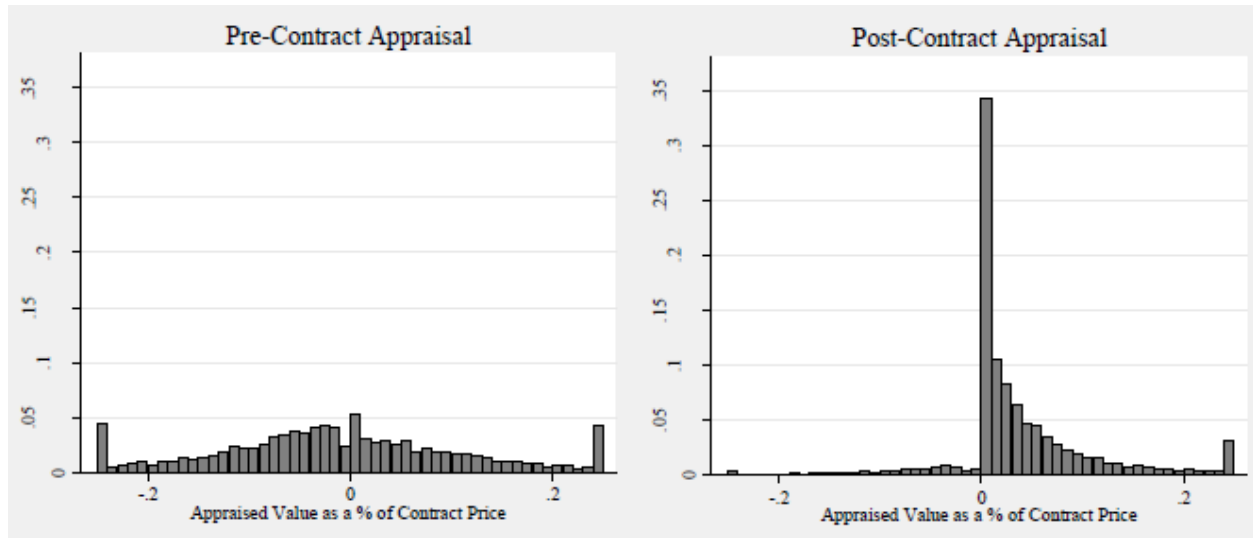 Pre-Contract Appraisal
.35
.3
.25
.2
.15
.1
.05
0
-.2 0 .2
Appraised Value as a % of Contract Price
Post-Contract Appraisal
.35
.3
.25
.2
.15
.1
.05
0
-.2 0 .2
Appraised Value as a % of Contract Price